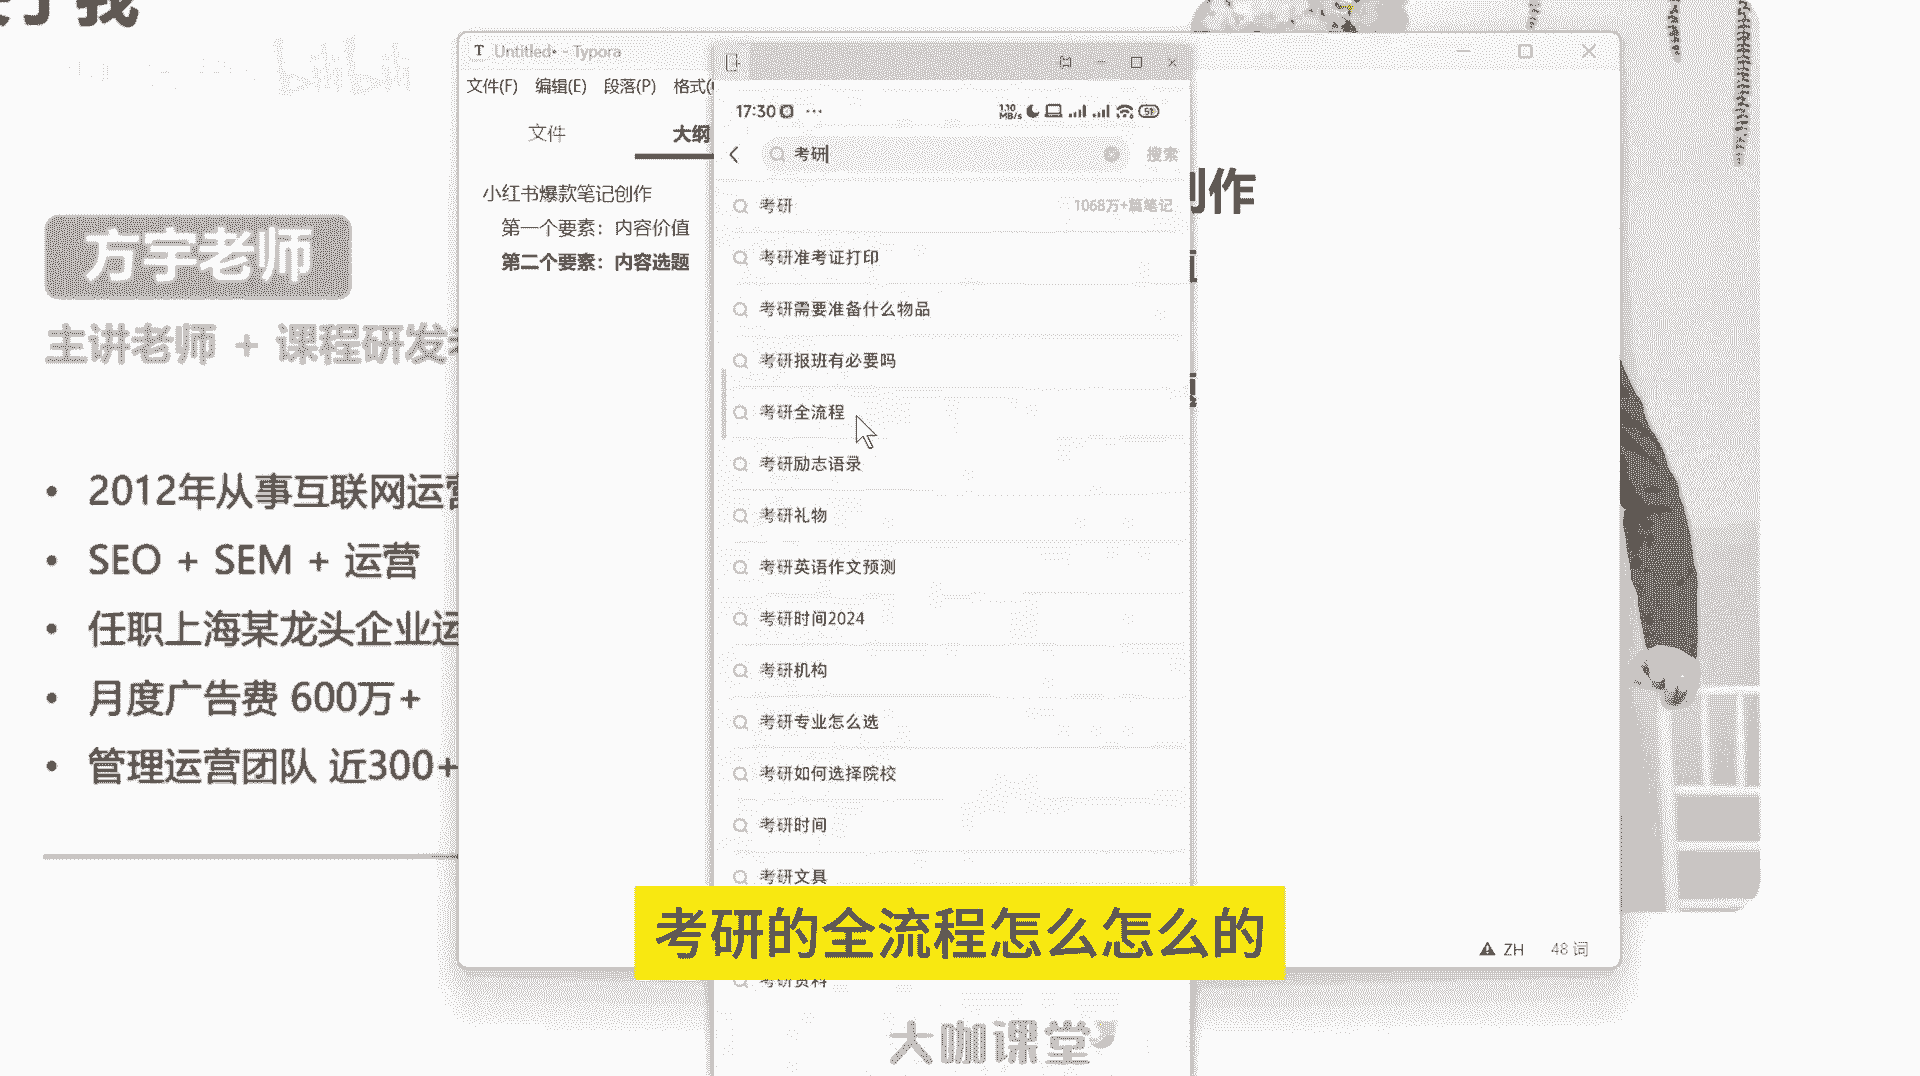 我
bilibili
方宇老师
主讲老师 + 课程研发
2012年从事互联网运营
SEO + SEM + 运营
任职上海某龙头企业运
月度广告费 600万+
管理运营团队 近300+
Untitled• - Typora
文件(F) 编辑(E) 段落(P) 格式(
文件 大纲
小红书爆款笔记创作
第一个要素：内容价值
第二个要素：内容选题
创作
17:30 ···
1.10 MB/s 51
考研 搜索
考研 1068万+篇笔记
考研准考证打印
考研需要准备什么物品
考研报班有必要吗
考研全流程
考研励志语录
考研礼物
考研英语作文预测
考研时间2024
考研机构
考研专业怎么选
考研如何选择院校
考研时间
考研文具
考研的全流程怎么怎么的
考研资料
ZH 48 词
大咖课堂